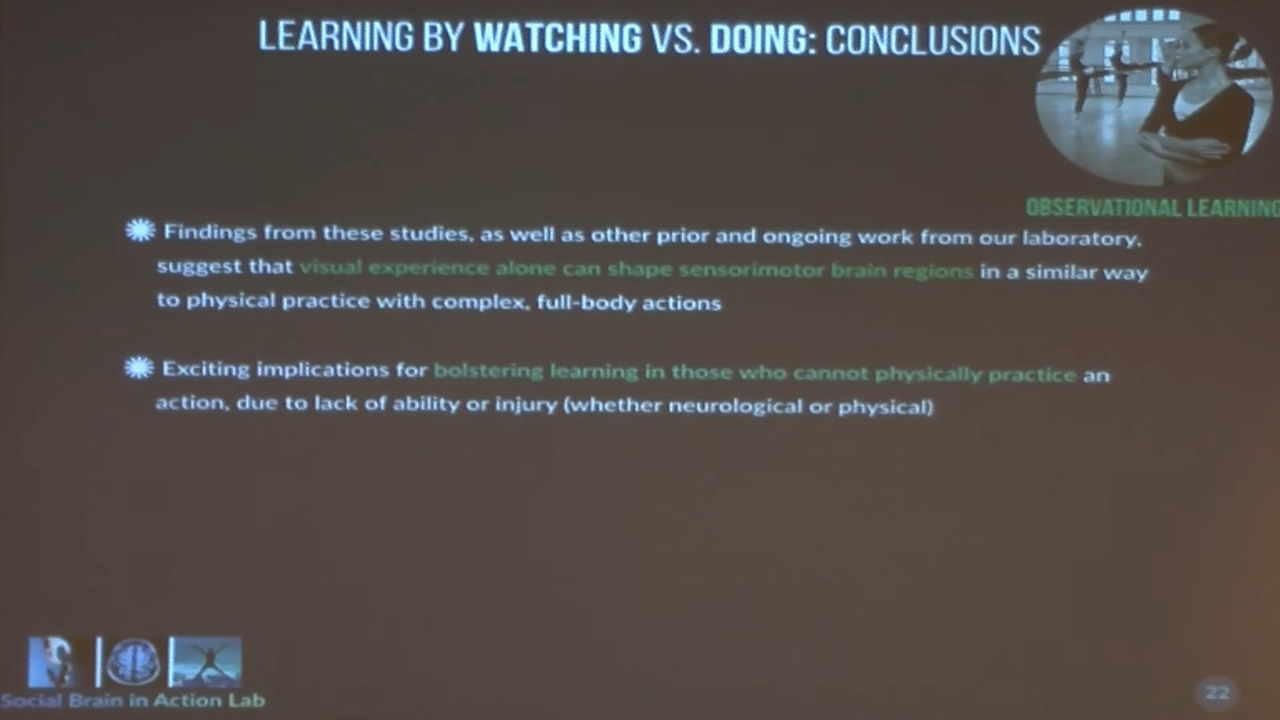 LEARNING BY WATCHING VS. DOING: CONCLUSIONS
OBSERVATIONAL LEARNING
Findings from these studies, as well as other prior and ongoing work from our laboratory,
suggest that visual experience alone can shape sensorimotor brain regions in a similar way
to physical practice with complex, full-body actions
Exciting implications for bolstering learning in those who cannot physically practice an
action, due to lack of ability or injury (whether neurological or physical)
Social Brain in Action Lab
22